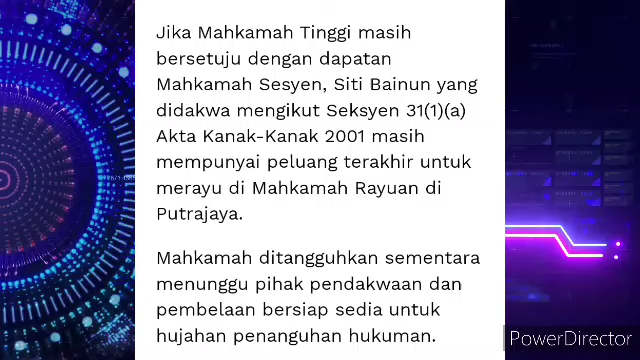 Jika Mahkamah Tinggi masih
bersetuju dengan dapatan
Mahkamah Sesyen, Siti Bainun yang
didakwa mengikut Seksyen 31(1)(a)
Akta Kanak-Kanak 2001 masih
mempunyai peluang terakhir untuk
merayu di Mahkamah Rayuan di
Putrajaya.
Mahkamah ditangguhkan sementara
menunggu pihak pendakwaan dan
pembelaan bersiap sedia untuk
hujahan penanguhan hukuman.
PowerDirector